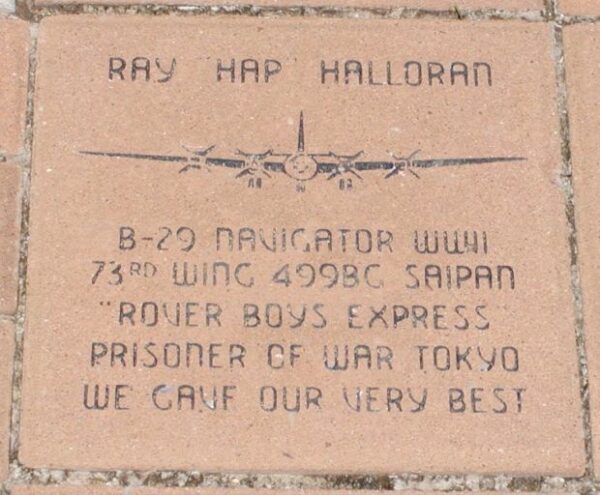 RAY "HAP" HALLORAN
B-29 NAVIGATOR WWII
73RD WING 499BG SAIPAN
"ROVER BOYS EXPRESS"
PRISONER OF WAR TOKYO
WE GAVE OUR VERY BEST